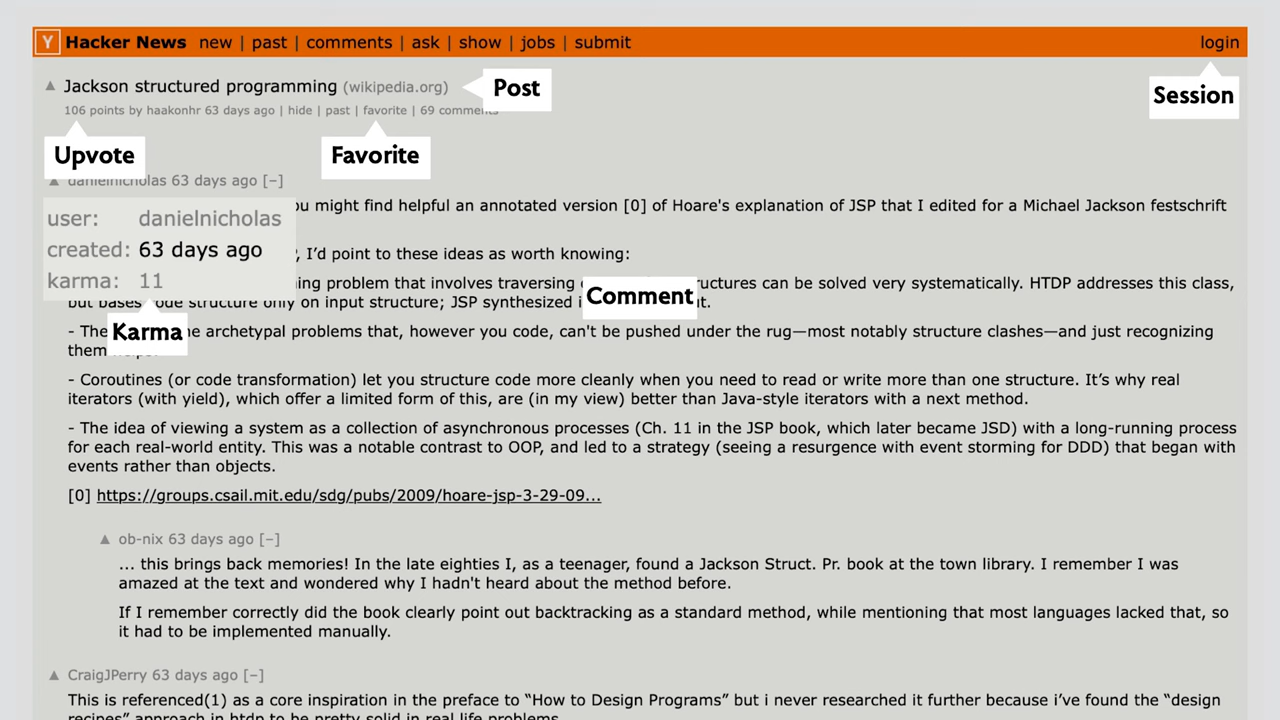 Y Hacker News new | past | comments | ask | show | jobs | submit login
▲ Jackson structured programming (wikipedia.org)
Post
106 points by haakonhr 63 days ago | hide | past | favorite | 69 comments
Session
Upvote
Favorite
▲ danielnicholas 63 days ago [–]
user: danielnicholas
created: 63 days ago
karma: 11
Karma
you might find helpful an annotated version [0] of Hoare's explanation of JSP that I edited for a Michael Jackson festschrift
, I'd point to these ideas as worth knowing:
problem that involves traversing structures can be solved very systematically. HTDP addresses this class,
but bases code structure only on input structure; JSP synthesized
Comment
- The archetypal problems that, however you code, can't be pushed under the rug—most notably structure clashes—and just recognizing
them helps.
- Coroutines (or code transformation) let you structure code more cleanly when you need to read or write more than one structure. It's why real
iterators (with yield), which offer a limited form of this, are (in my view) better than Java-style iterators with a next method.
- The idea of viewing a system as a collection of asynchronous processes (Ch. 11 in the JSP book, which later became JSD) with a long-running process
for each real-world entity. This was a notable contrast to OOP, and led to a strategy (seeing a resurgence with event storming for DDD) that began with
events rather than objects.
[0] https://groups.csail.mit.edu/sdg/pubs/2009/hoare-jsp-3-29-09...
▲ ob-nix 63 days ago [–]
... this brings back memories! In the late eighties I, as a teenager, found a Jackson Struct. Pr. book at the town library. I remember I was
amazed at the text and wondered why I hadn't heard about the method before.
If I remember correctly did the book clearly point out backtracking as a standard method, while mentioning that most languages lacked that, so
it had to be implemented manually.
▲ CraigJPerry 63 days ago [–]
This is referenced(1) as a core inspiration in the preface to “How to Design Programs” but i never researched it further because i've found the “design
recipes” approach in htdp to be pretty solid in real life problems.